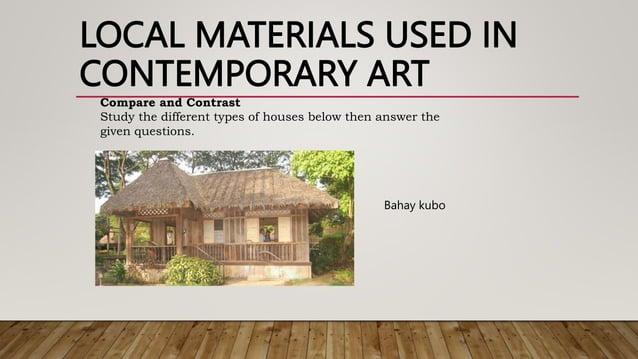 LOCAL MATERIALS USED IN
CONTEMPORARY ART
Compare and Contrast
Study the different types of houses below then answer the
given questions.
Bahay kubo